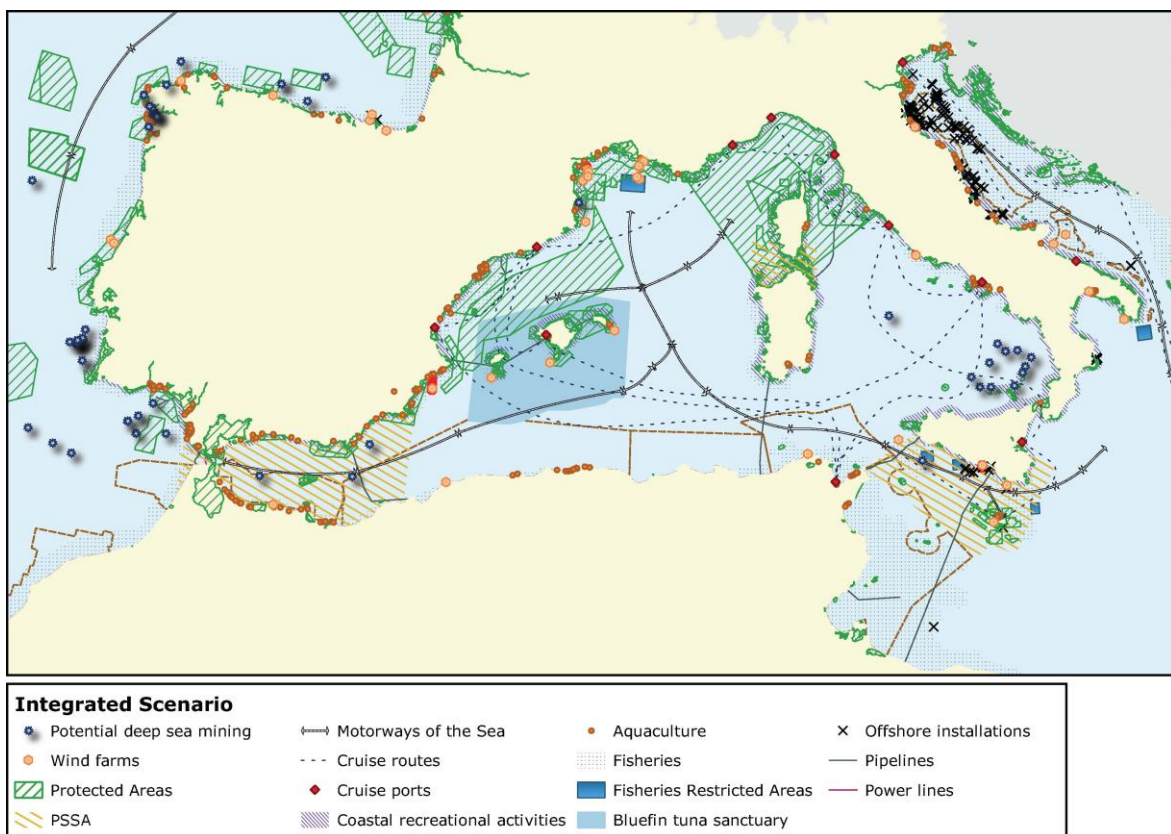 Integrated Scenario
Potential deep sea mining
Motorways of the Sea
Aquaculture
Offshore installations
Wind farms
Cruise routes
Fisheries
Pipelines
Protected Areas
Cruise ports
Fisheries Restricted Areas
Power lines
PSSA
Coastal recreational activities
Bluefin tuna sanctuary